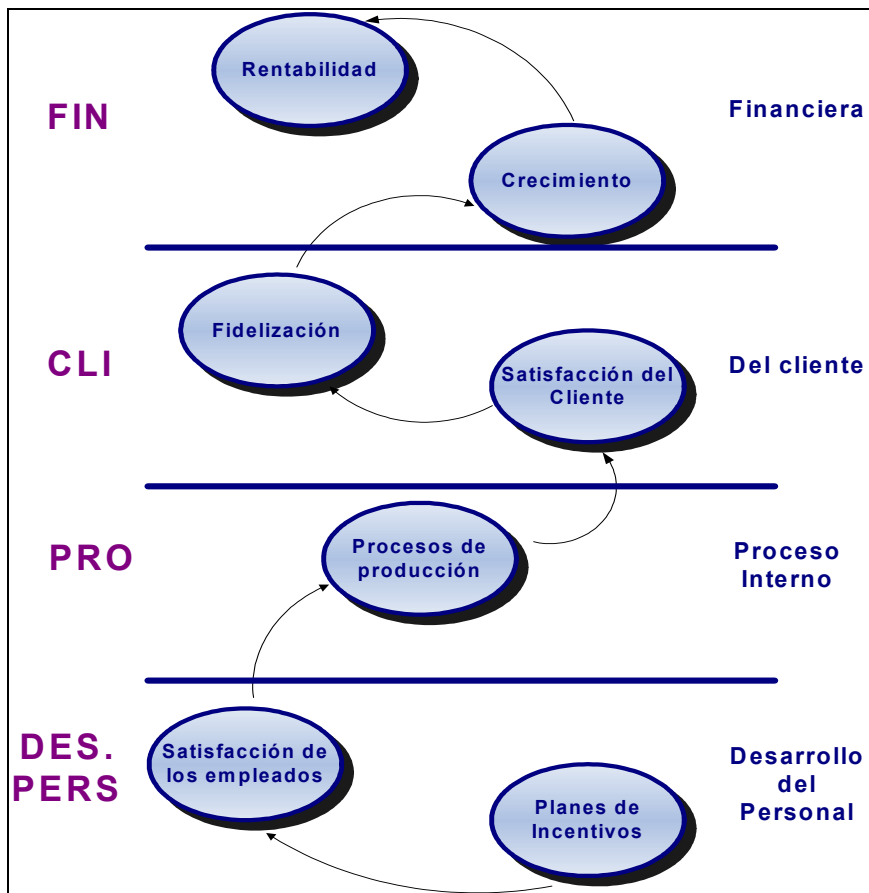 Rentabilidad
FIN
Financiera
Crecimiento
Fidelización
CLI
Del cliente
Satisfacción del
Cliente
PRO
Procesos de
producción
Proceso
Interno
DES.
PERS
Satisfacción de
los empleados
Desarrollo
del
Personal
Planes de
Incentivos